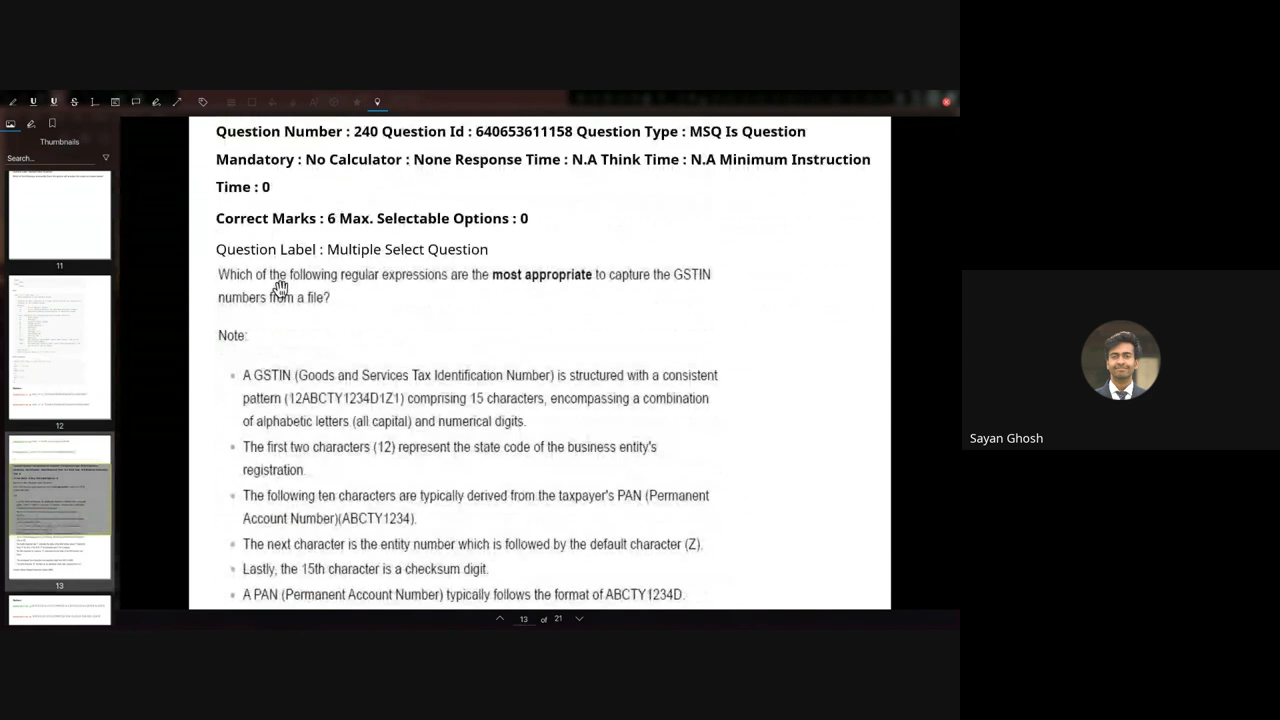 Thumbnails
Search...
11
12
13
Question Number : 240 Question Id : 640653611158 Question Type : MSQ Is Question
Mandatory : No Calculator : None Response Time : N.A Think Time : N.A Minimum Instruction
Time : 0
Correct Marks : 6 Max. Selectable Options : 0
Question Label : Multiple Select Question
Which of the following regular expressions are the most appropriate to capture the GSTIN
numbers from a file?
Note:
A GSTIN (Goods and Services Tax Identification Number) is structured with a consistent
pattern (12ABCTY1234D1Z1) comprising 15 characters, encompassing a combination
of alphabetic letters (all capital) and numerical digits.
The first two characters (12) represent the state code of the business entity's
registration.
The following ten characters are typically derived from the taxpayer's PAN (Permanent
Account Number)(ABCTY1234).
The next character is the entity number which is followed by the default character (Z).
Lastly, the 15th character is a checksum digit.
A PAN (Permanent Account Number) typically follows the format of ABCTY1234D.
13 of 21
Sayan Ghosh